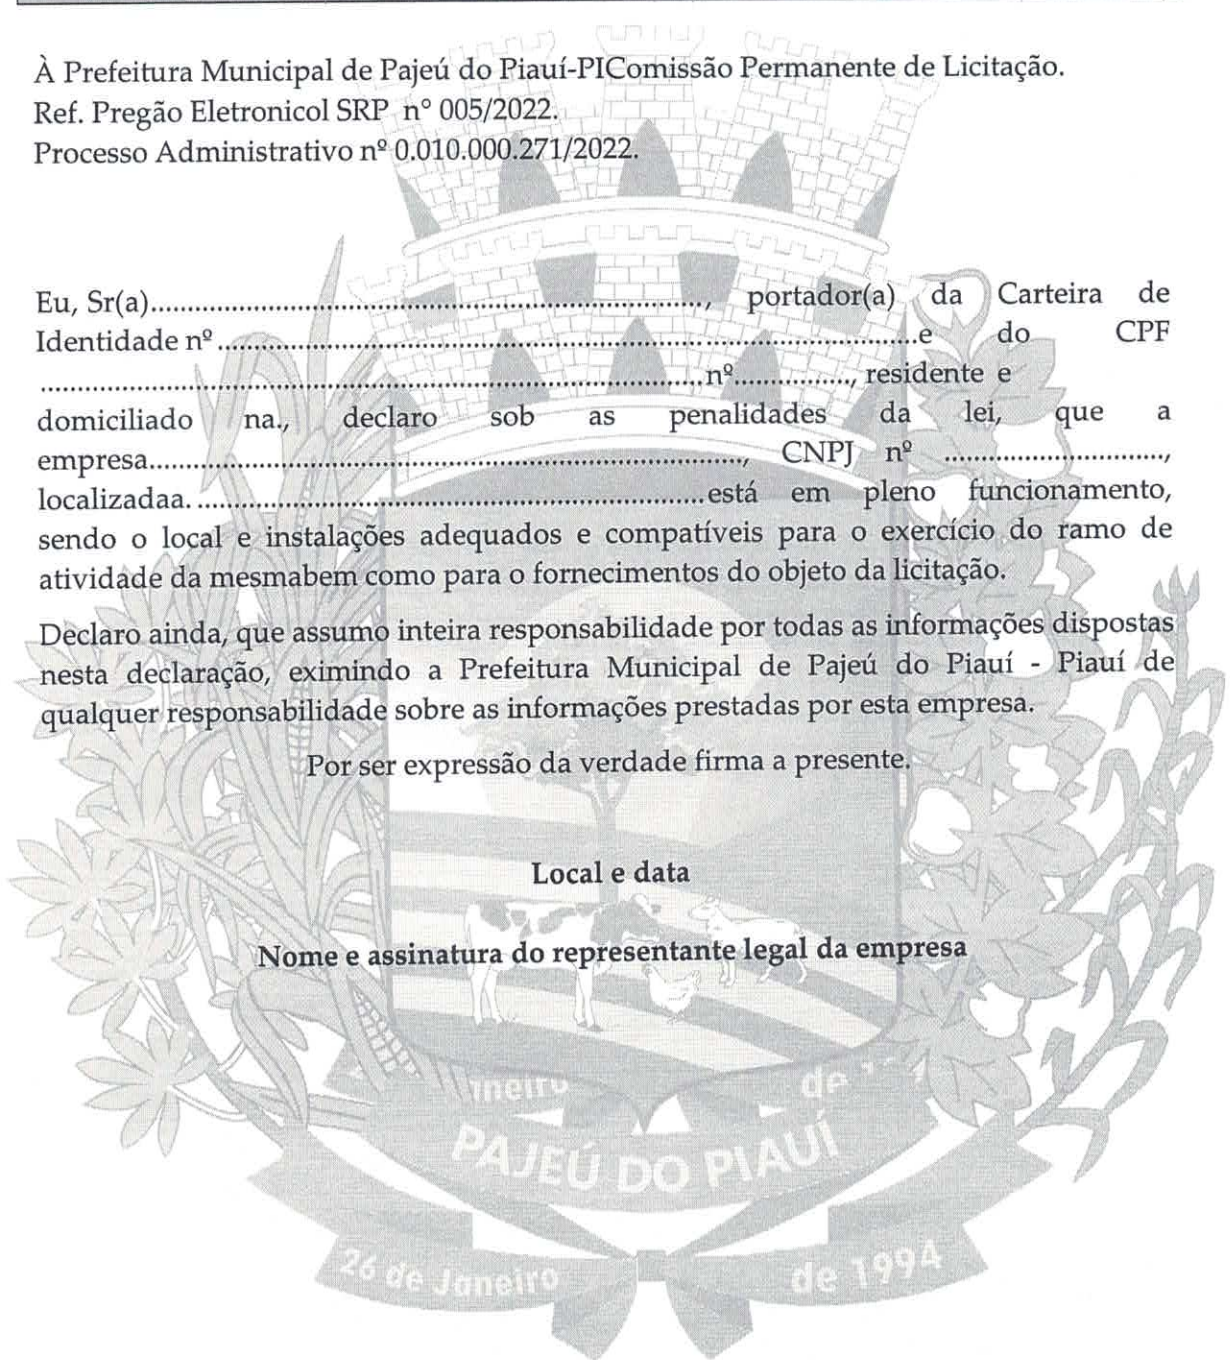 À Prefeitura Municipal de Pajeú do Piauí-PIComissão Permanente de Licitação.
Ref. Pregão Eletronicol SRP n° 005/2022.
Processo Administrativo nº 0.010.000.271/2022.
Eu, Sr(a)......................................................................, portador(a) da Carteira de
Identidade nº ..........................................................................................e do CPF
.....................................................................................nº..............., residente e
domiciliado na., declaro sob as penalidades da lei, que a
empresa............................................................................, CNPJ nº .............................,
localizadaa. .................................................................está em pleno funcionamento,
sendo o local e instalações adequados e compatíveis para o exercício do ramo de
atividade da mesmabem como para o fornecimentos do objeto da licitação.
Declaro ainda, que assumo inteira responsabilidade por todas as informações dispostas
nesta declaração, eximindo a Prefeitura Municipal de Pajeú do Piauí - Piauí de
qualquer responsabilidade sobre as informações prestadas por esta empresa.
Por ser expressão da verdade firma a presente.
Local e data
Nome e assinatura do representante legal da empresa
PAJEÚ DO PIAUÍ
26 de Janeiro de 1994